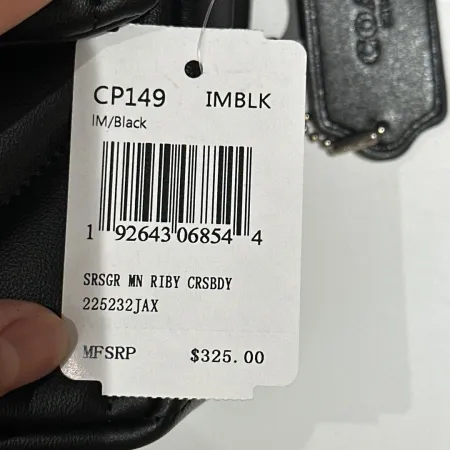 CP149 IMBLK
IM/Black
1 92643 06854 4
SRSGR MN RIBY CRSBDY
225232JAX
MFSRP $325.00